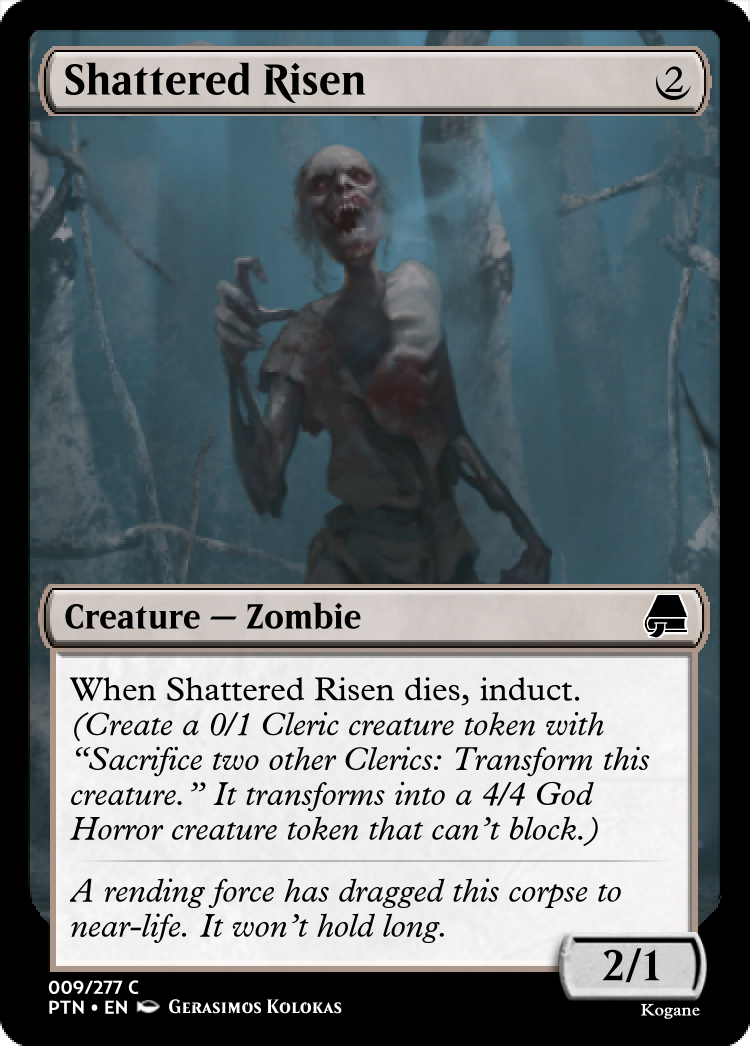 Shattered Risen 2
Creature — Zombie
When Shattered Risen dies, induct.
(Create a 0/1 Cleric creature token with
“Sacrifice two other Clerics: Transform this
creature.” It transforms into a 4/4 God
Horror creature token that can’t block.)
A rending force has dragged this corpse to
near-life. It won’t hold long.
2/1
009/277 C
PTN • EN Gerasimos Kolokas
Kogane